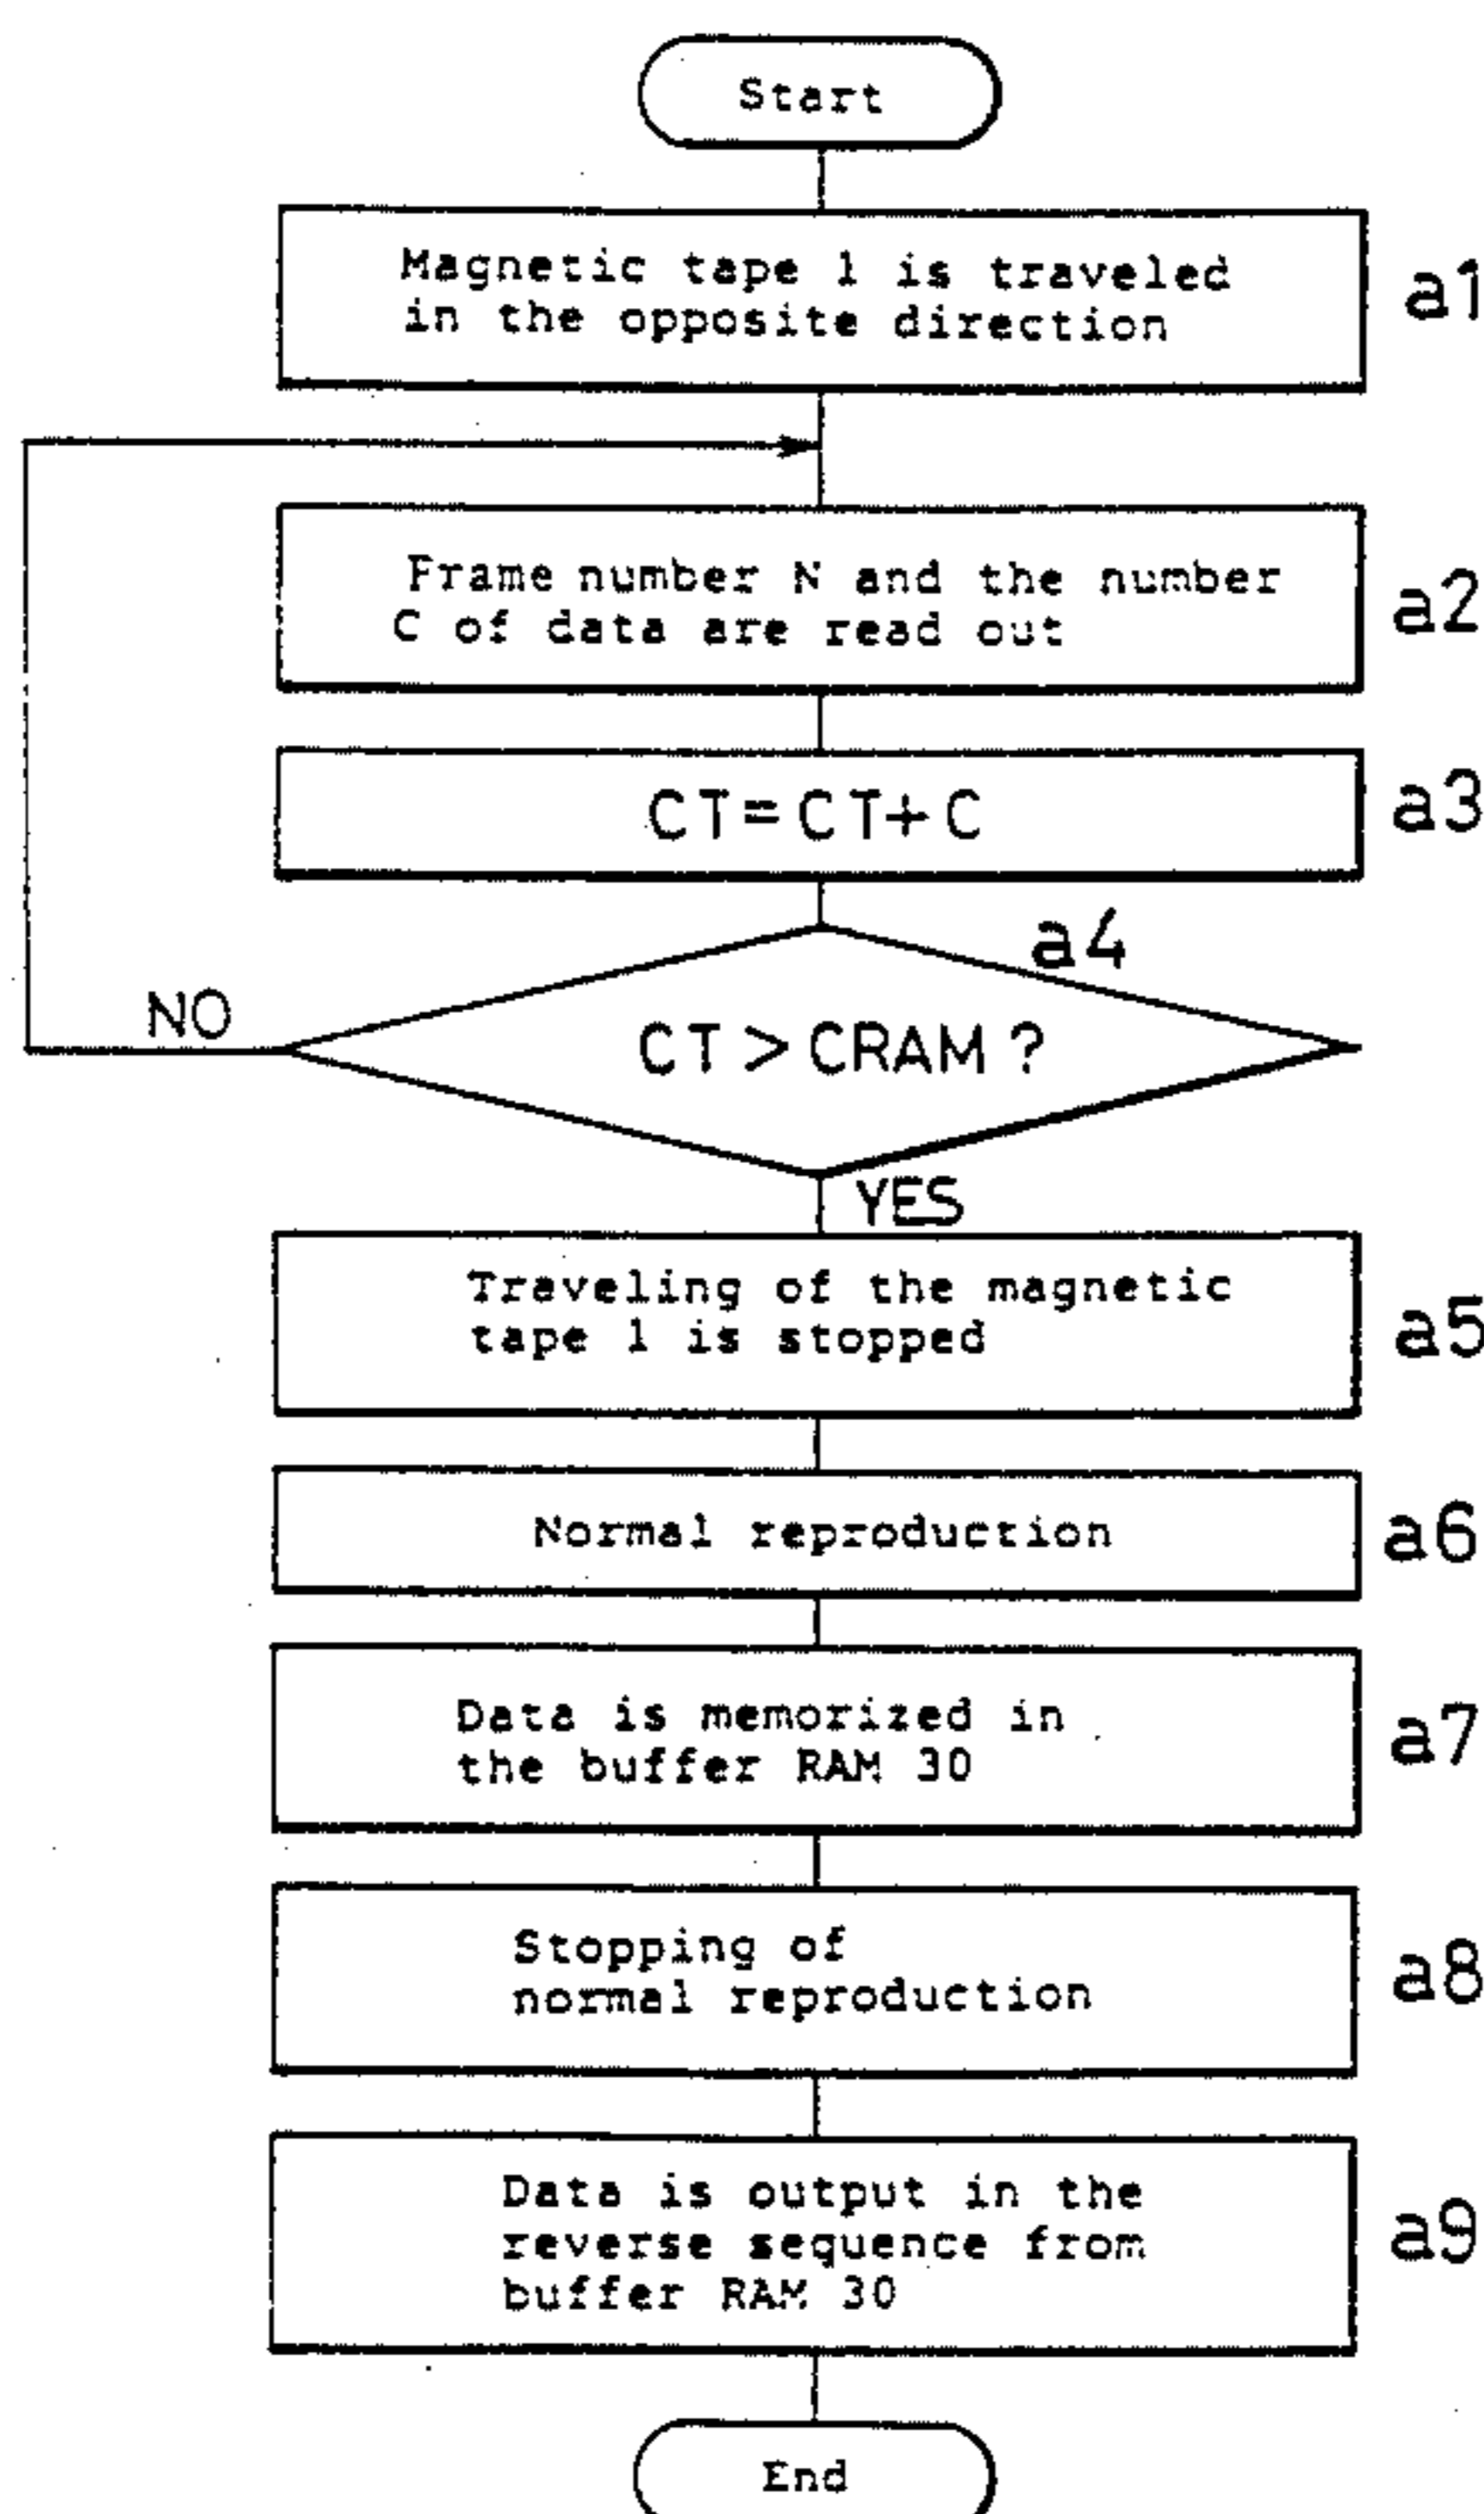 Start
Magnetic tape 1 is traveled
in the opposite direction
a1
Frame number N and the number
C of data are read out
a2
CT=CT+C
a3
a4
NO
CT>CRAM?
YES
Traveling of the magnetic
tape 1 is stopped
a5
Normal reproduction
a6
Data is memorized in
the buffer RAM 30
a7
Stopping of
normal reproduction
a8
Data is output in the
reverse sequence from
buffer RAM 30
a9
End